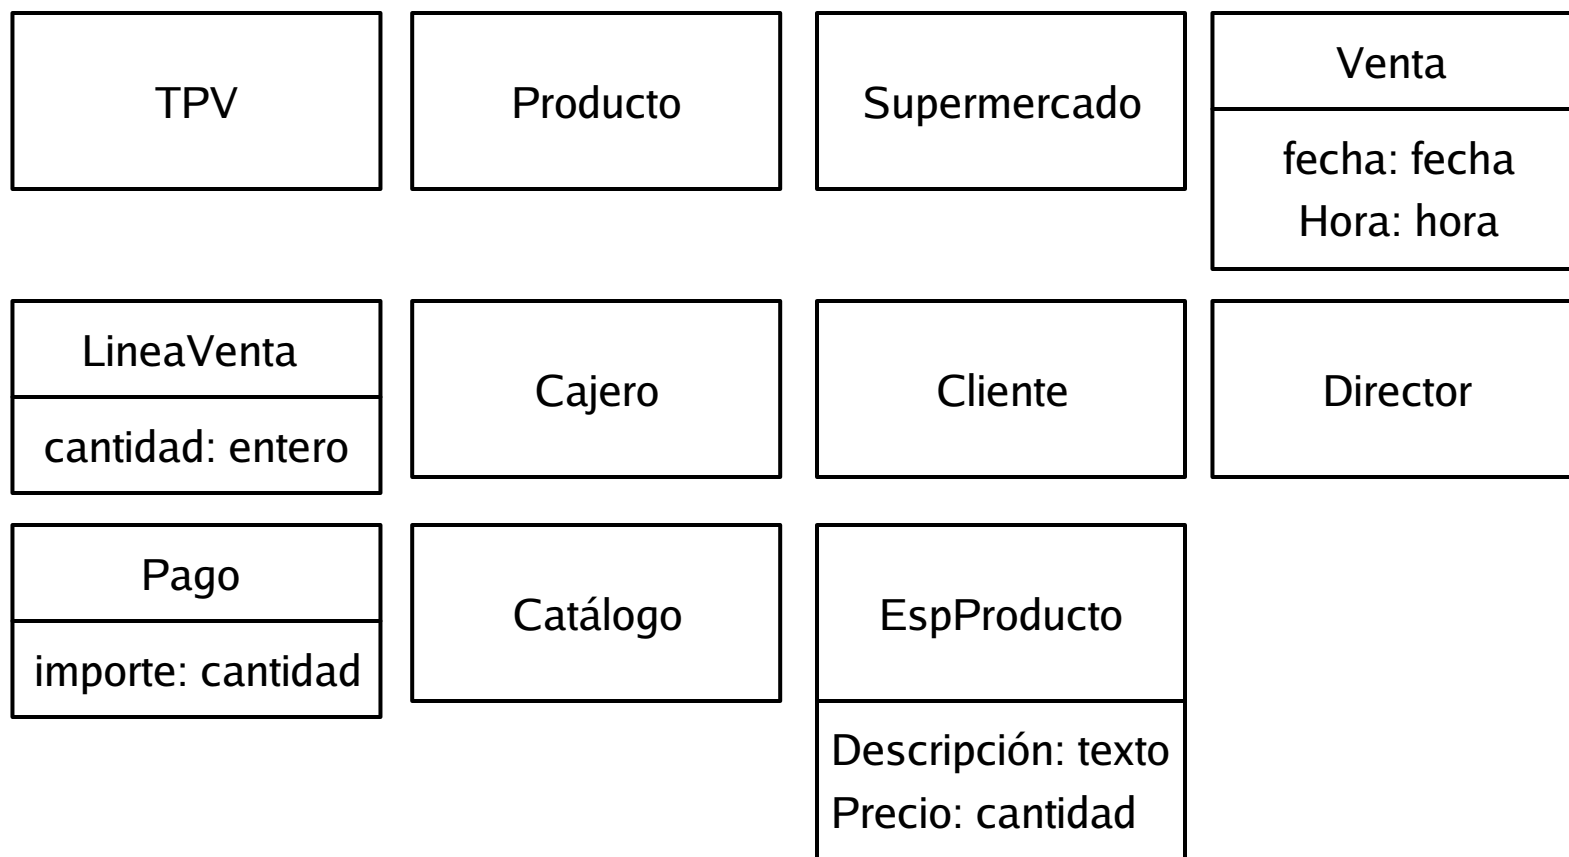 TPV
Producto
Supermercado
Venta
fecha: fecha
Hora: hora
LineaVenta
cantidad: entero
Cajero
Cliente
Director
Pago
importe: cantidad
Catálogo
EspProducto
Descripción: texto
Precio: cantidad